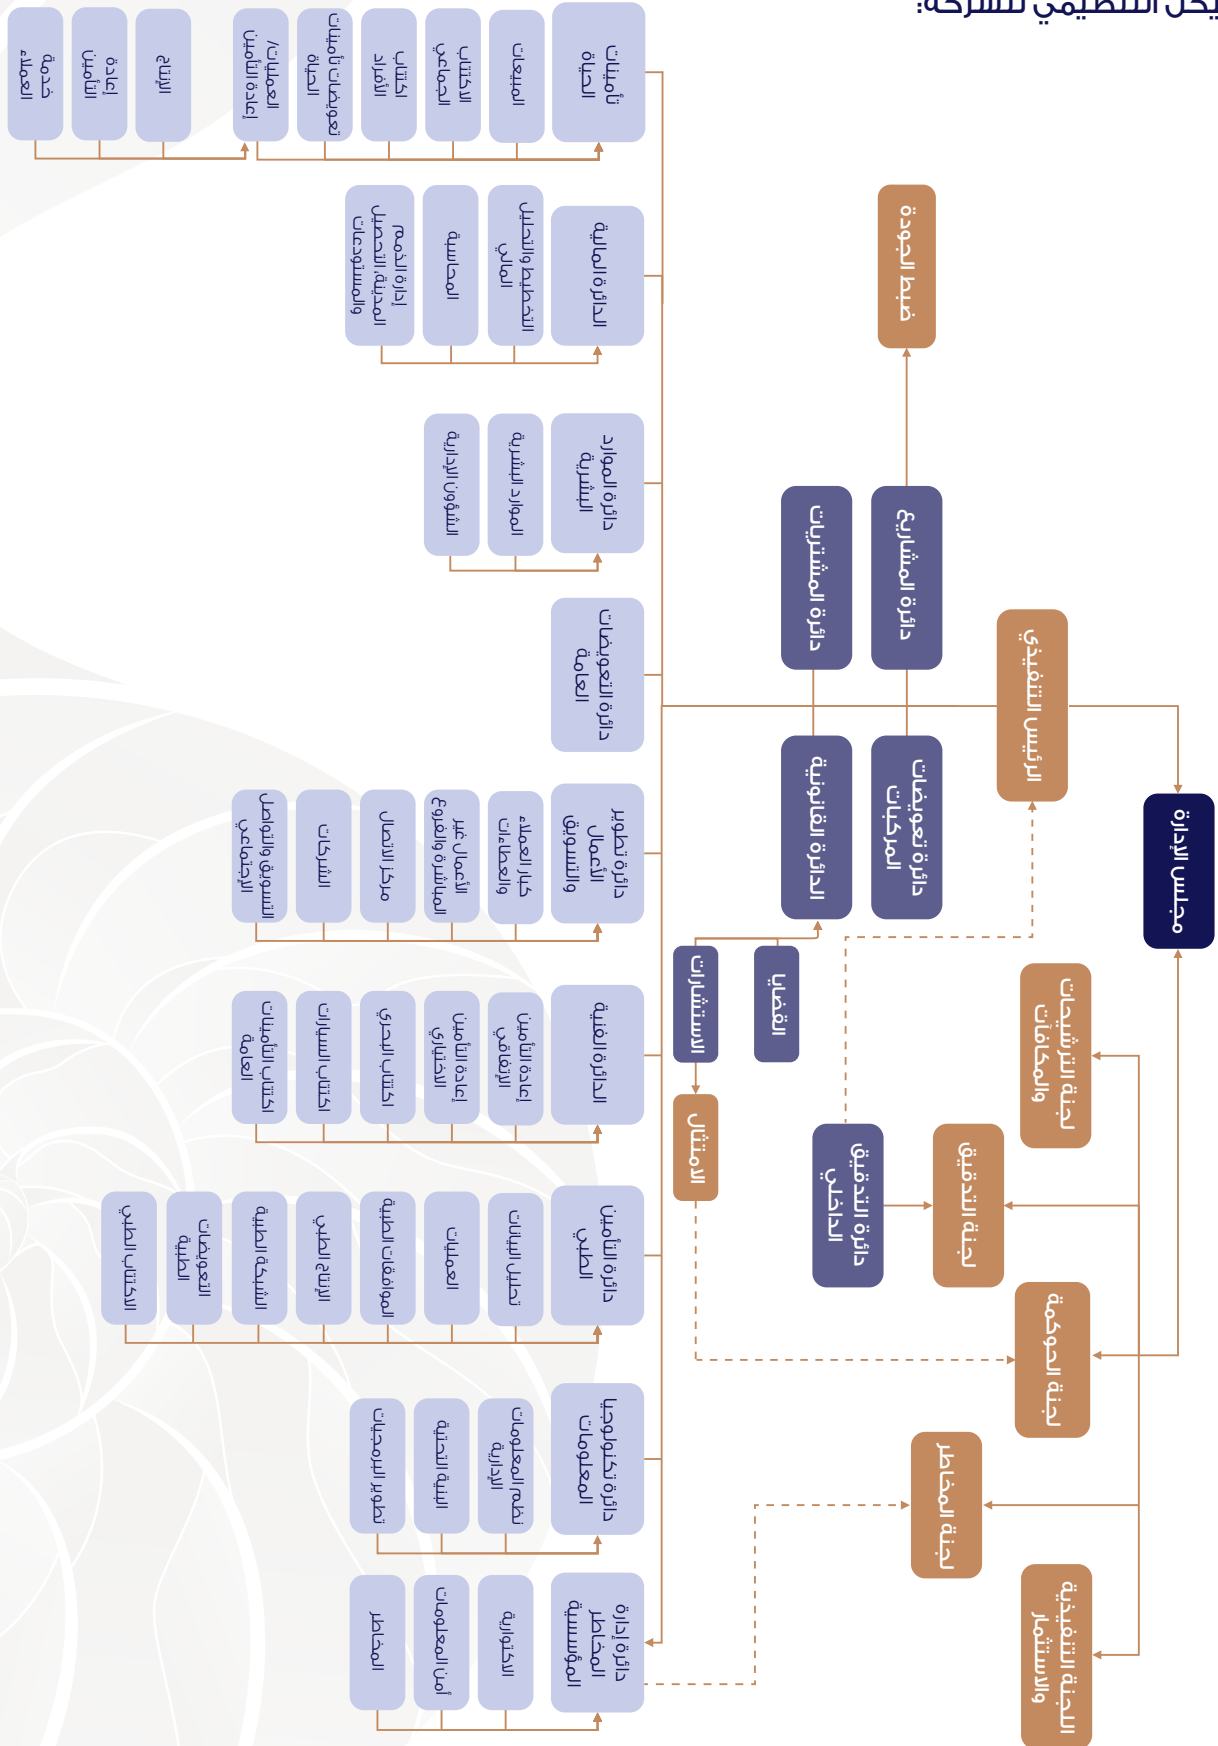 يكل التنظيمي للشركة:
مجلس الإدارة
الرئيس التنفيذي
لجنة الترشيحات
والمكافآت
لجنة التدقيق
لجنة الحوكمة
لجنة المخاطر
اللجنة التنفيذية
والاستثمار
دائرة التدقيق
الداخلي
ضبط الجودة
دائرة المشاريع
دائرة تعويضات
المركبات
دائرة المشتريات
الدائرة القانونية
القضايا
الاستشارات
الامتثال
تأمينات
الحياة
المبيعات
الاكتتاب
الجماعي
اكتتاب
الأفراد
تعويضات تأمينات
الحياة
العمليات/
إعادة التأمين
الإنتاج
إعادة
التأمين
خدمة
العملاء
الدائرة المالية
التخطيط والتحليل
المالي
المحاسبة
إدارة الذمم
المدينة،التحصيل
والمستودعات
دائرة الموارد
البشرية
الموارد البشرية
الشؤون الإدارية
دائرة التعويضات
العامة
دائرة تطوير
الأعمال
والتسويق
كبار العملاء
والعطاءات
الأعمال غير
المباشرة والفروع
مركز الاتصال
الشركات
التسويق والتواصل
الإجتماعي
الدائرة الفنية
إعادة التأمين
الإتفاقي
إعادة التأمين
الاختياري
اكتتاب البحري
اكتتاب السيارات
اكتتاب التأمينات
العامة
دائرة التأمين
الطبي
تحليل البيانات
العمليات
الموافقات الطبية
الإنتاج الطبي
الشبكة الطبية
التعويضات
الطبية
الاكتتاب الطبي
دائرة تكنولوجيا
المعلومات
نظم المعلومات
الإدارية
البنية التحتية
تطوير البرمجيات
دائرة إدارة
المخاطر
المؤسسية
الاكتوارية
أمن المعلومات
المخاطر